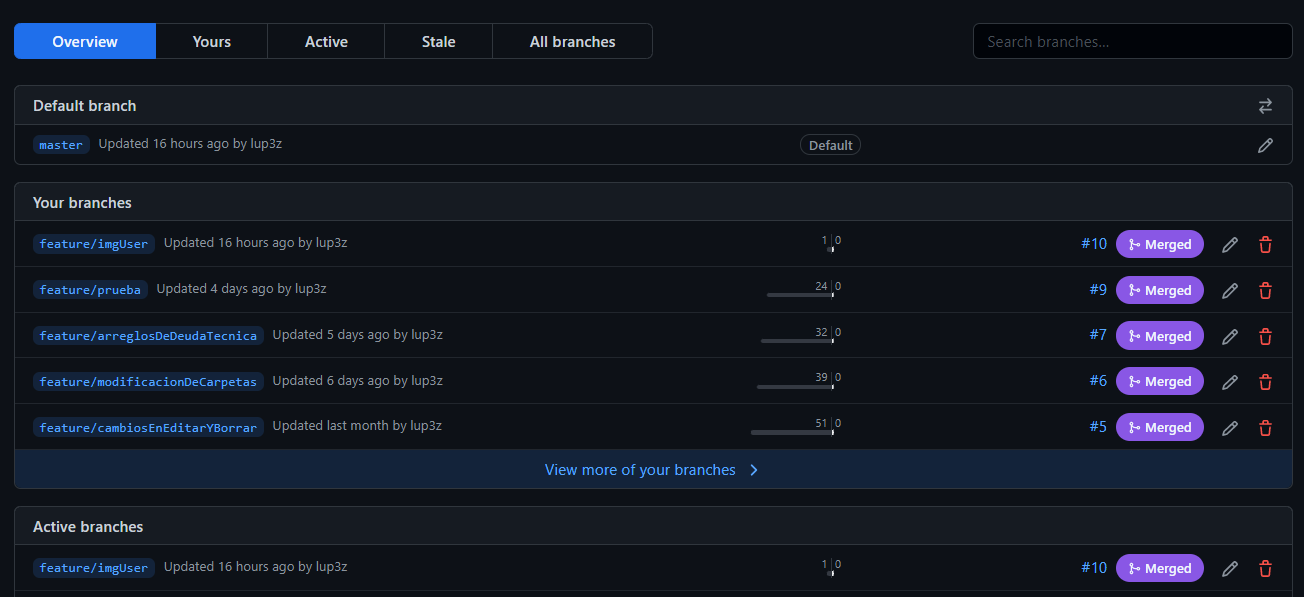 Overview Yours Active Stale All branches Search branches...
Default branch
master Updated 16 hours ago by lup3z Default
Your branches
feature/imgUser Updated 16 hours ago by lup3z 1 0 #10 Merged
feature/prueba Updated 4 days ago by lup3z 24 0 #9 Merged
feature/arreglosDeDeudaTecnica Updated 5 days ago by lup3z 32 0 #7 Merged
feature/modificacionDeCarpetas Updated 6 days ago by lup3z 39 0 #6 Merged
feature/cambiosEnEditarYBorrar Updated last month by lup3z 51 0 #5 Merged
View more of your branches
Active branches
feature/imgUser Updated 16 hours ago by lup3z 1 0 #10 Merged